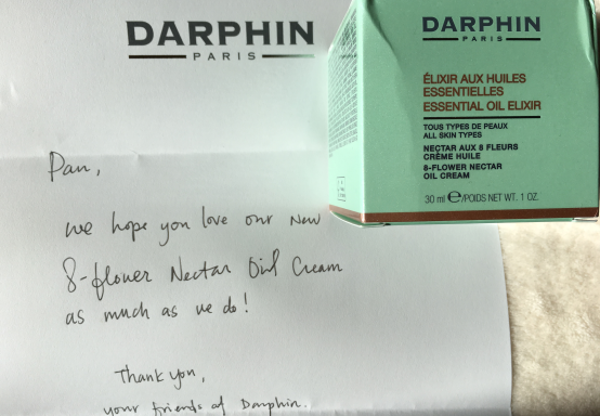 DARPHIN
PARIS
Pan,
we hope you love our new
8-flower Nectar Oil Cream
as much as we do!
Thank you,
your friends of Darphin.
DARPHIN
PARIS
ÉLIXIR AUX HUILES
ESSENTIELLES
ESSENTIAL OIL ELIXIR
TOUS TYPES DE PEAUX
ALL SKIN TYPES
NECTAR AUX 8 FLEURS
CRÈME HUILE
8-FLOWER NECTAR
OIL CREAM
30 ml e/POIDS NET WT. 1 OZ.